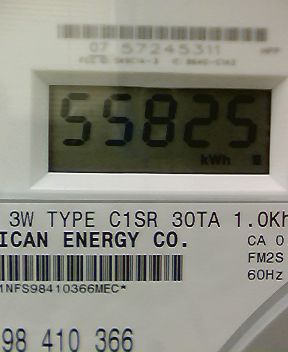 07 57245311
55825
kWh
3W TYPE C1SR 30TA 1.0Kh
ICAN ENERGY CO.
CA 0
FM2S
60Hz
1NFS98410366MEC*
98 410 366